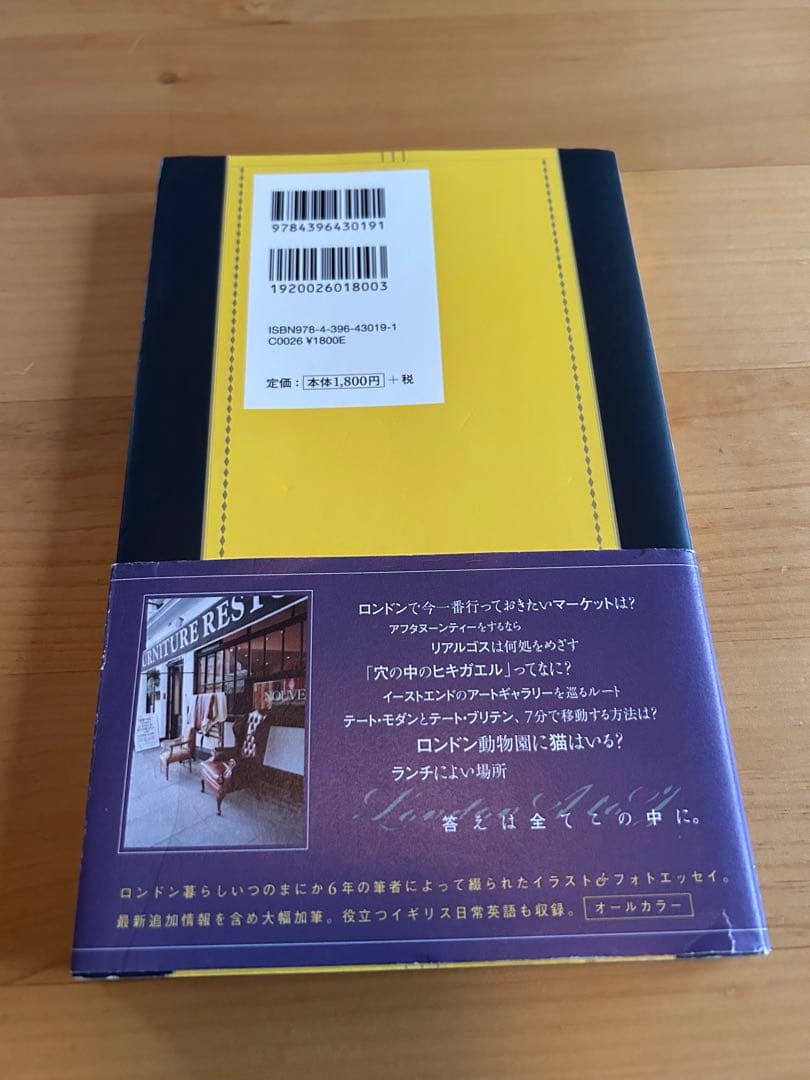 9784396430191
1920026018003
ISBN978-4-396-43019-1
C0026 ¥1800E
定価：本体1,800円＋税
URNITURE REST
NOUVE
ロンドンで今一番行っておきたいマーケットは?
アフタヌーンティーをするなら
リアルゴスは何処をめざす
「穴の中のヒキガエル」ってなに?
イーストエンドのアートギャラリーを巡るルート
テート・モダンとテート・ブリテン、7分で移動する方法は?
ロンドン動物園に猫はいる?
ランチによい場所
答えは全てこの中に。
ロンドン暮らしいつのまにか6年の筆者によって綴られたイラスト&フォトエッセイ。
最新追加情報を含め大幅加筆。役立つイギリス日常英語も収録。 オールカラー